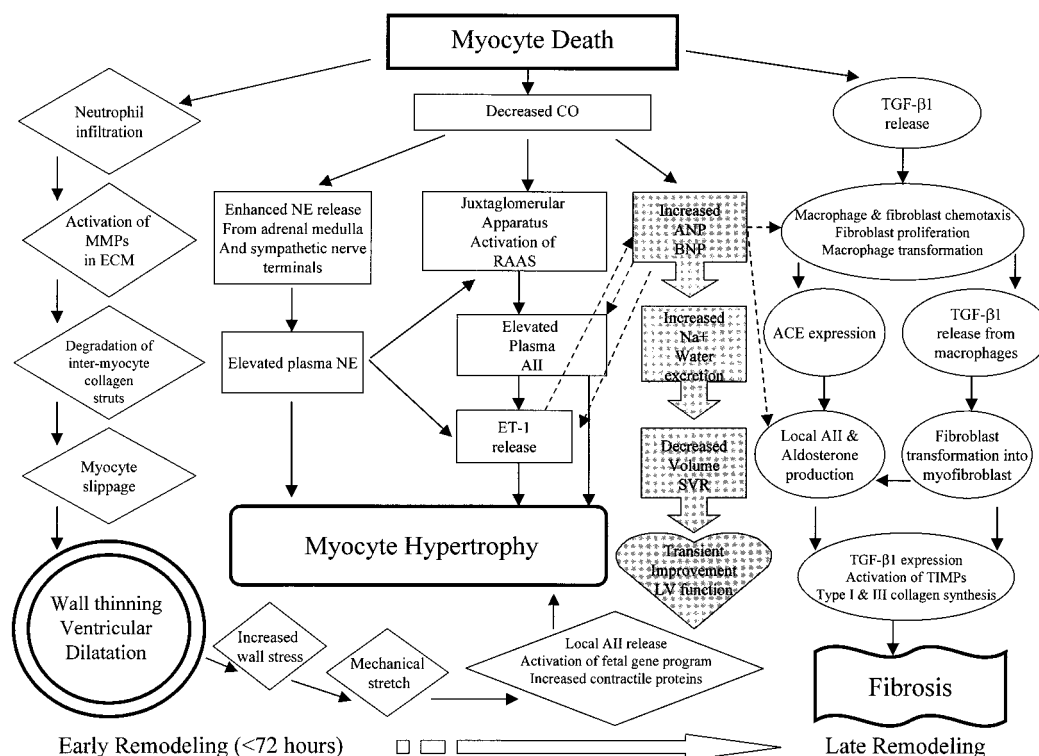 Myocyte Death
Neutrophil
infiltration
Decreased CO
TGF-β1
release
Activation of
MMPs
in ECM
Enhanced NE release
From adrenal medulla
And sympathetic nerve
terminals
Juxtaglomerular
Apparatus
Activation of
RAAS
Increased
ANP
BNP
Macrophage & fibroblast chemotaxis
Fibroblast proliferation
Macrophage transformation
Degradation of
inter-myocyte
collagen
struts
Elevated plasma NE
Elevated
Plasma
AII
Increased
Na+
Water
excretion
ACE expression
TGF-β1
release from
macrophages
Myocyte
slippage
ET-1
release
Decreased
Volume
SVR
Local AII &
Aldosterone
production
Fibroblast
transformation into
myofibroblast
Myocyte Hypertrophy
Transient
Improvement
LV function
TGF-β1 expression
Activation of TIMPs
Type I & III collagen synthesis
Wall thinning
Ventricular
Dilatation
Increased
wall stress
Mechanical
stretch
Local AII release
Activation of fetal gene program
Increased contractile proteins
Fibrosis
Early Remodeling (<72 hours)
Late Remodeling